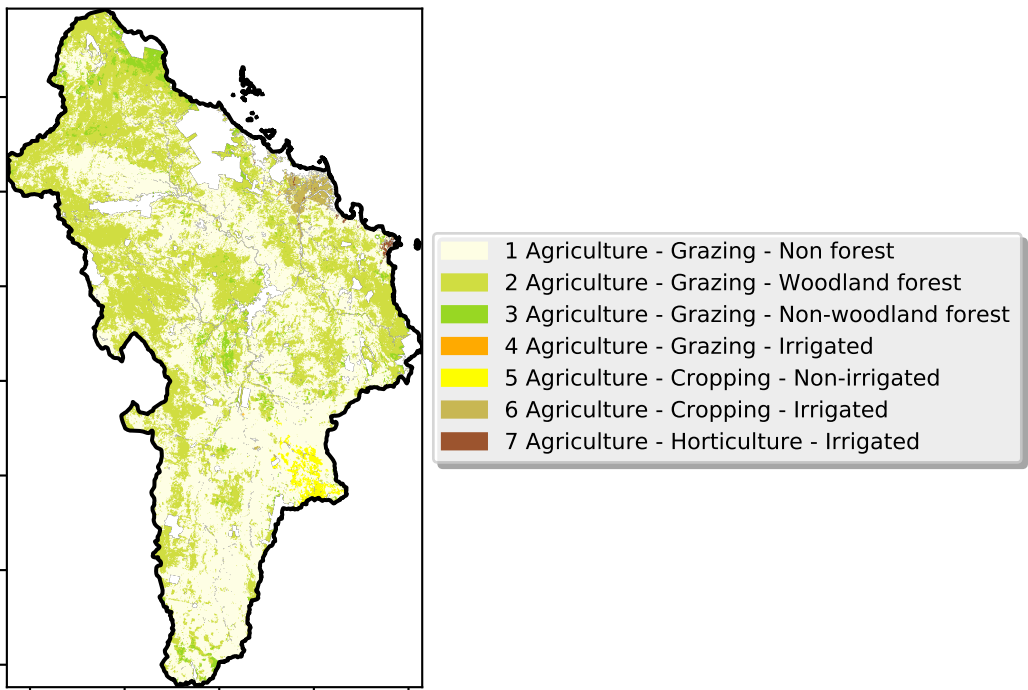 1 Agriculture - Grazing - Non forest
2 Agriculture - Grazing - Woodland forest
3 Agriculture - Grazing - Non-woodland forest
4 Agriculture - Grazing - Irrigated
5 Agriculture - Cropping - Non-irrigated
6 Agriculture - Cropping - Irrigated
7 Agriculture - Horticulture - Irrigated